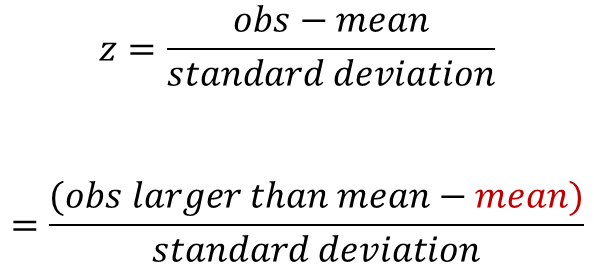 z = obs − mean / standard deviation
= (obs larger than mean − mean) / standard deviation